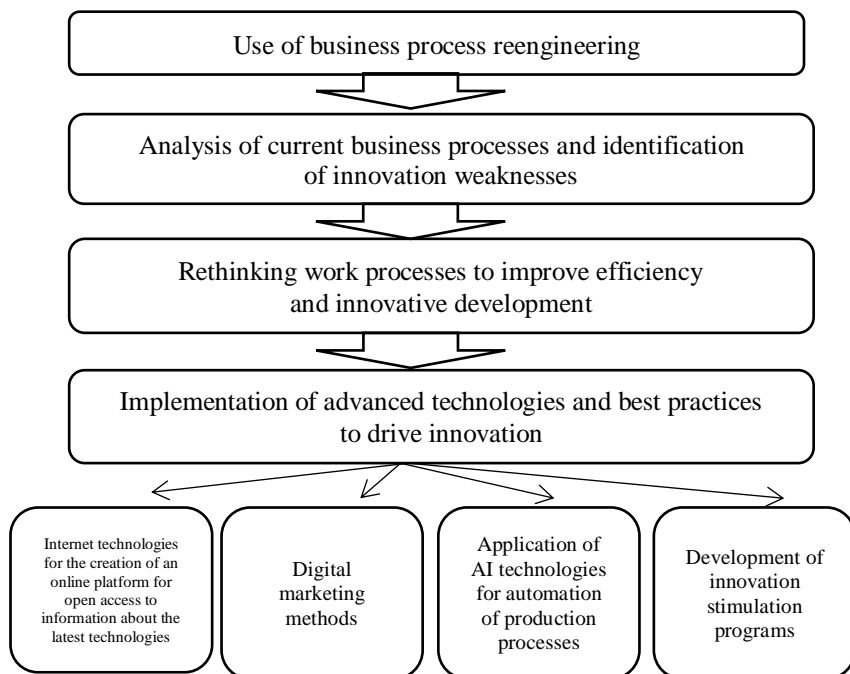 Use of business process reengineering
Analysis of current business processes and identification
of innovation weaknesses
Rethinking work processes to improve efficiency
and innovative development
Implementation of advanced technologies and best practices
to drive innovation
Internet technologies
for the creation of an
online platform for
open access to
information about the
latest technologies
Digital
marketing
methods
Application of
AI technologies
for automation
of production
processes
Development of
innovation
stimulation
programs